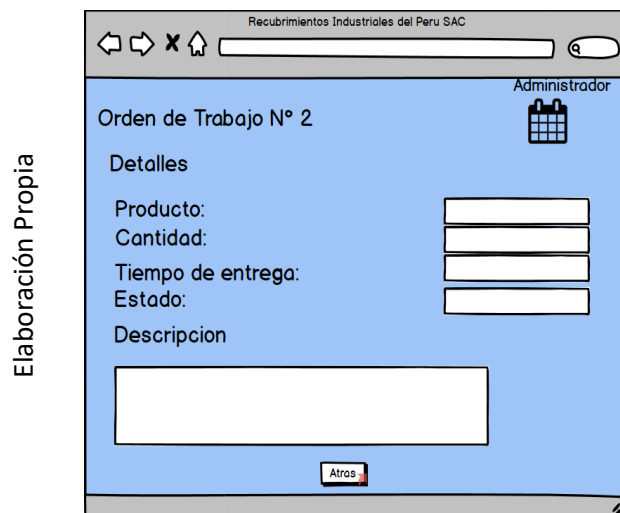 Recubrimientos Industriales del Peru SAC
Administrador
Orden de Trabajo N° 2
Detalles
Producto:
Cantidad:
Tiempo de entrega:
Estado:
Descripcion
Atras
Elaboración Propia